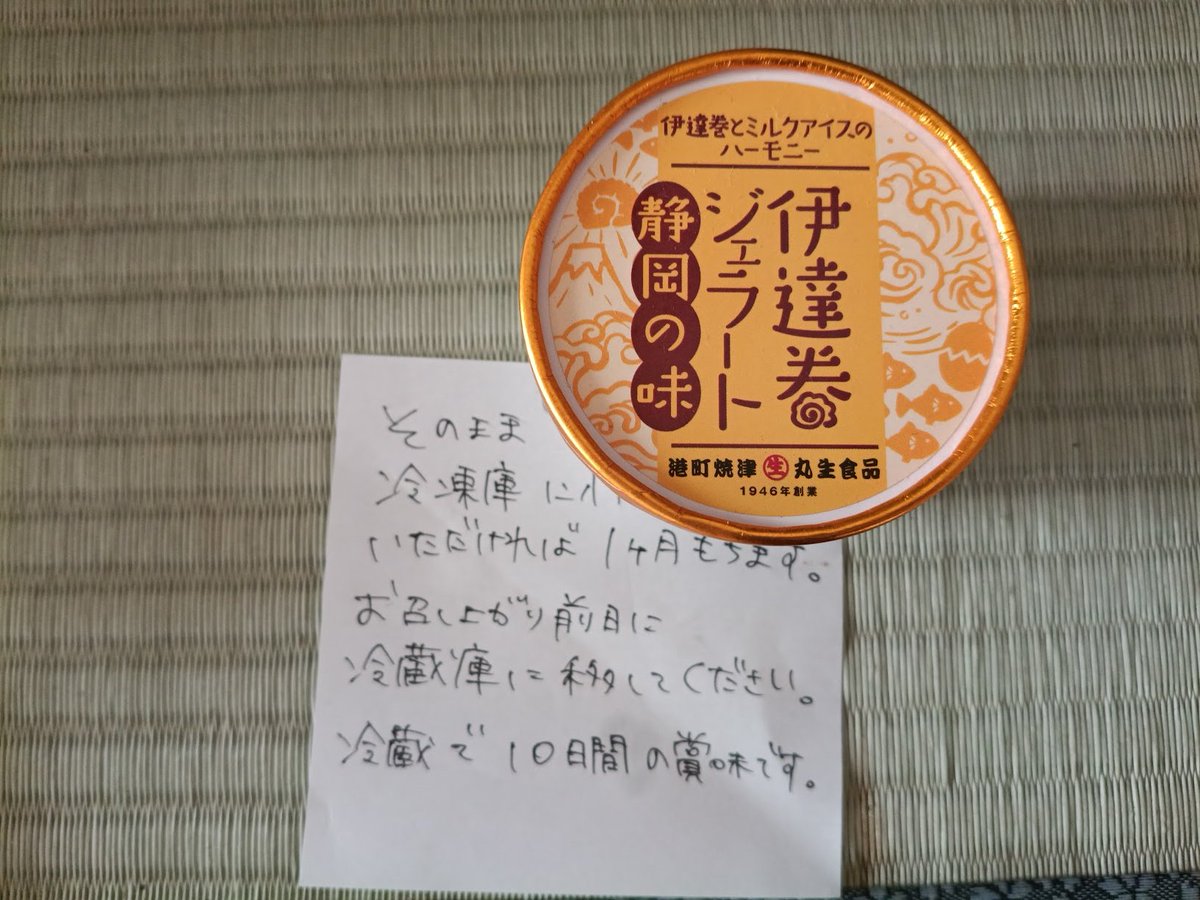 伊達巻とミルクアイスの
ハーモニー
伊達巻
ジェラート
静岡の味
港町焼津 生 丸生食品
1946年創業
そのまま
冷凍庫に
いただければ 1ヶ月もちます。
お召し上がり前日に
冷蔵庫に移してください。
冷蔵で10日間の賞味です。